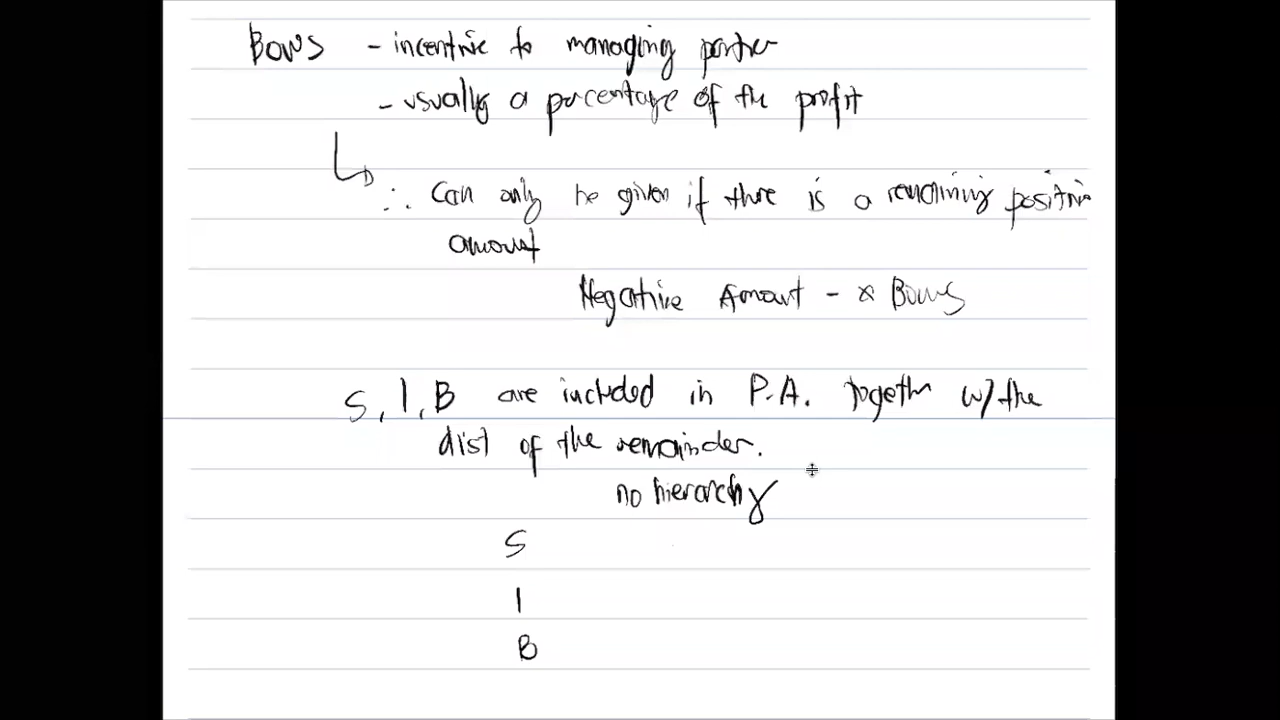 Bonus - incentive to managing partner
- usually a percentage of the profit
∴ Can only be given if there is a remaining positive
amount
Negative Amount - x Bonus
S, I, B are included in P.A. together w/ the
dist of the remainder.
no hierarchy
S
I
B